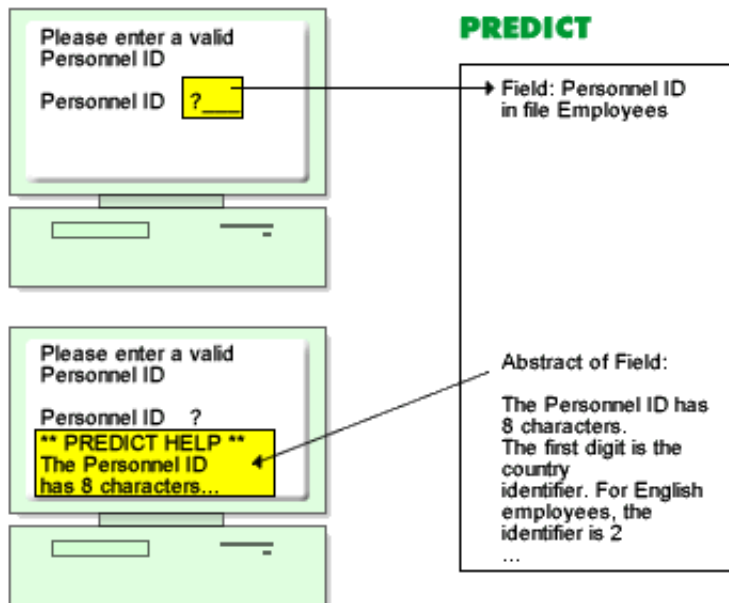 Please enter a valid
Personnel ID
Personnel ID ?___
PREDICT
Field: Personnel ID
in file Employees
Please enter a valid
Personnel ID
Personnel ID ?
** PREDICT HELP **
The Personnel ID
has 8 characters...
Abstract of Field:
The Personnel ID has
8 characters.
The first digit is the
country
identifier. For English
employees, the
identifier is 2
...